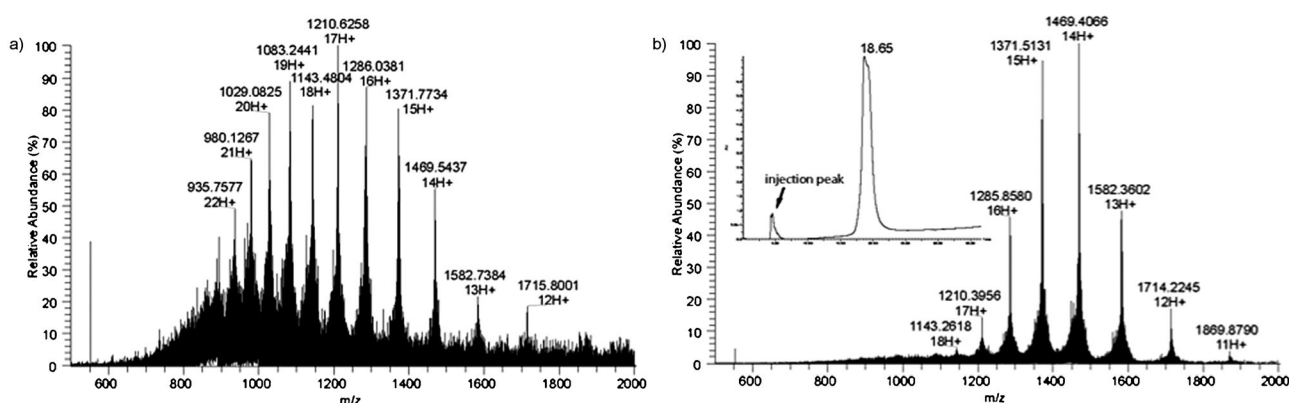 a)
1210.6258
17H+
1083.2441
19H+
1143.4804
18H+
1286.0381
16H+
1029.0825
20H+
1371.7734
15H+
980.1267
21H+
1469.5437
14H+
935.7577
22H+
1582.7384
13H+
1715.8001
12H+
100
90
80
70
60
50
40
30
20
10
0
Relative Abundance (%)
600 800 1000 1200 1400 1600 1800 2000
m/z
b)
1469.4066
14H+
18.65
1371.5131
15H+
injection peak
1285.8580
16H+
1582.3602
13H+
1210.3956
17H+
1714.2245
12H+
1143.2618
18H+
1869.8790
11H+
100
90
80
70
60
50
40
30
20
10
0
Relative Abundance (%)
600 800 1000 1200 1400 1600 1800 2000
m/z